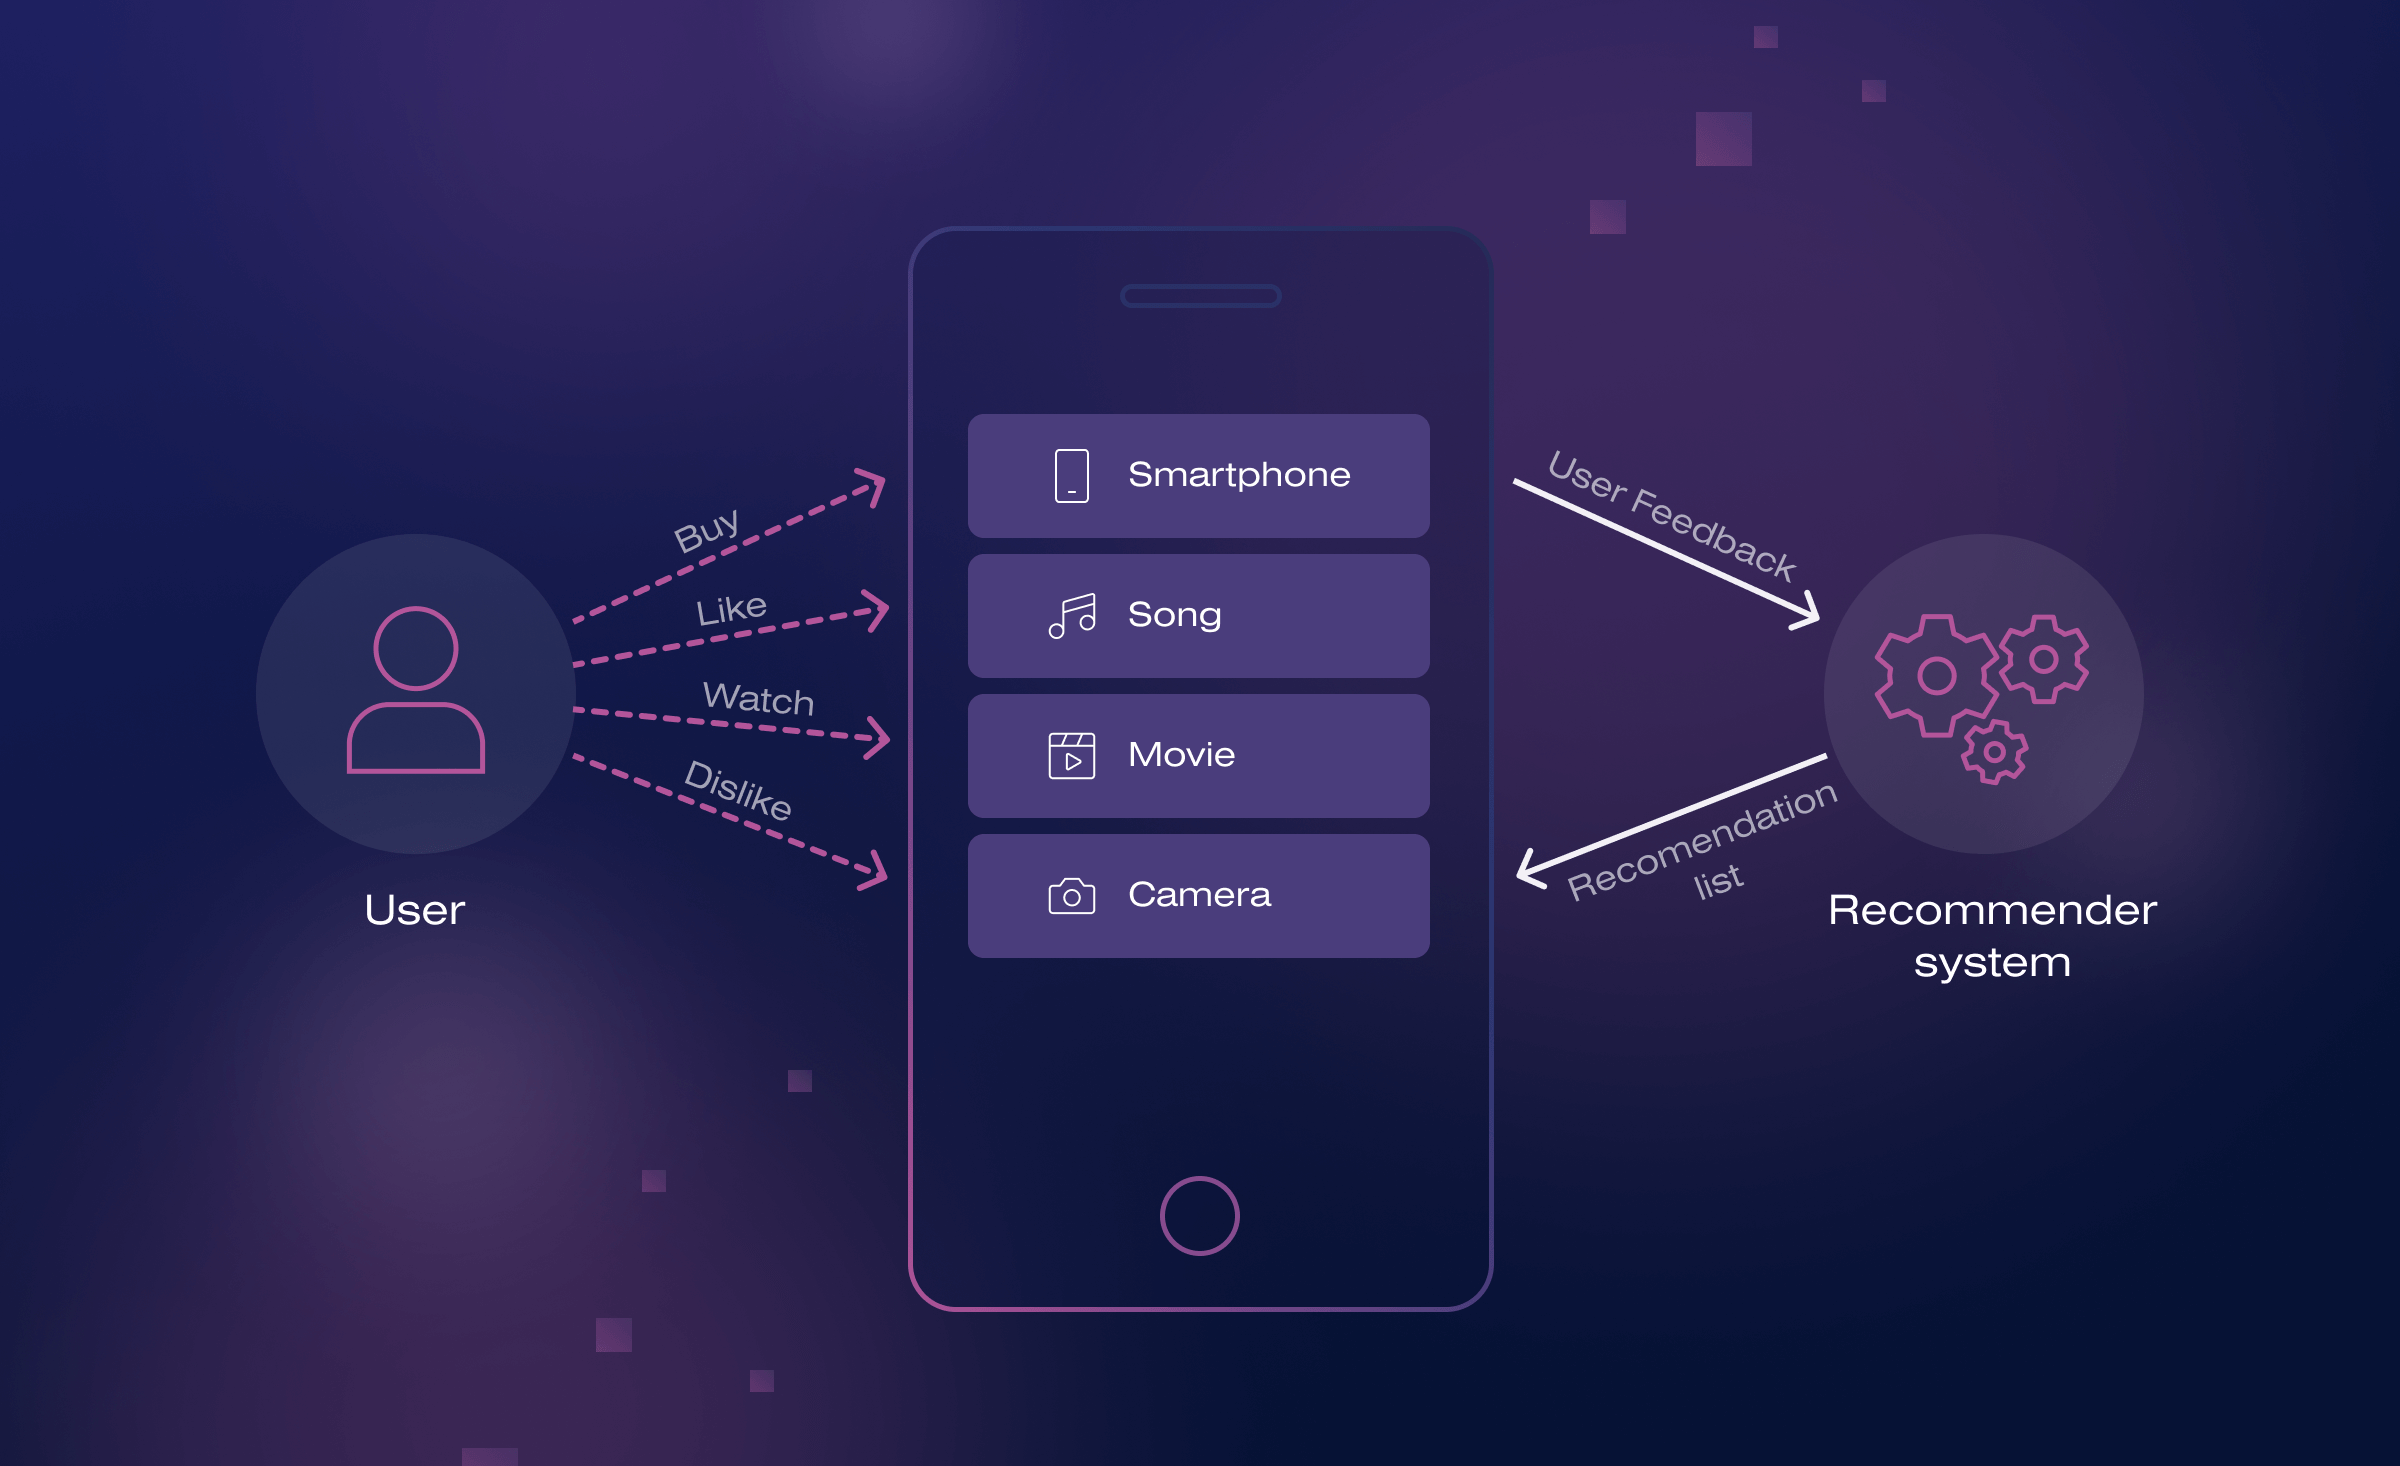 Buy
Like
Watch
Dislike
User
Smartphone
Song
Movie
Camera
User Feedback
Recomendation
list
Recommender
system